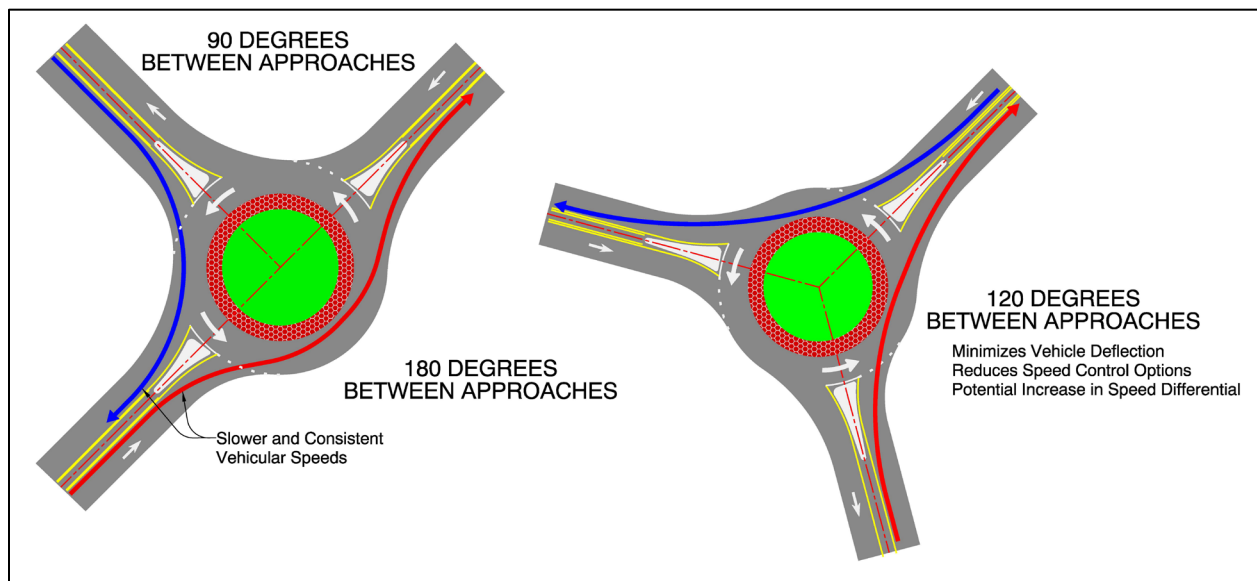 90 DEGREES
BETWEEN APPROACHES
180 DEGREES
BETWEEN APPROACHES
Slower and Consistent
Vehicular Speeds
120 DEGREES
BETWEEN APPROACHES
Minimizes Vehicle Deflection
Reduces Speed Control Options
Potential Increase in Speed Differential